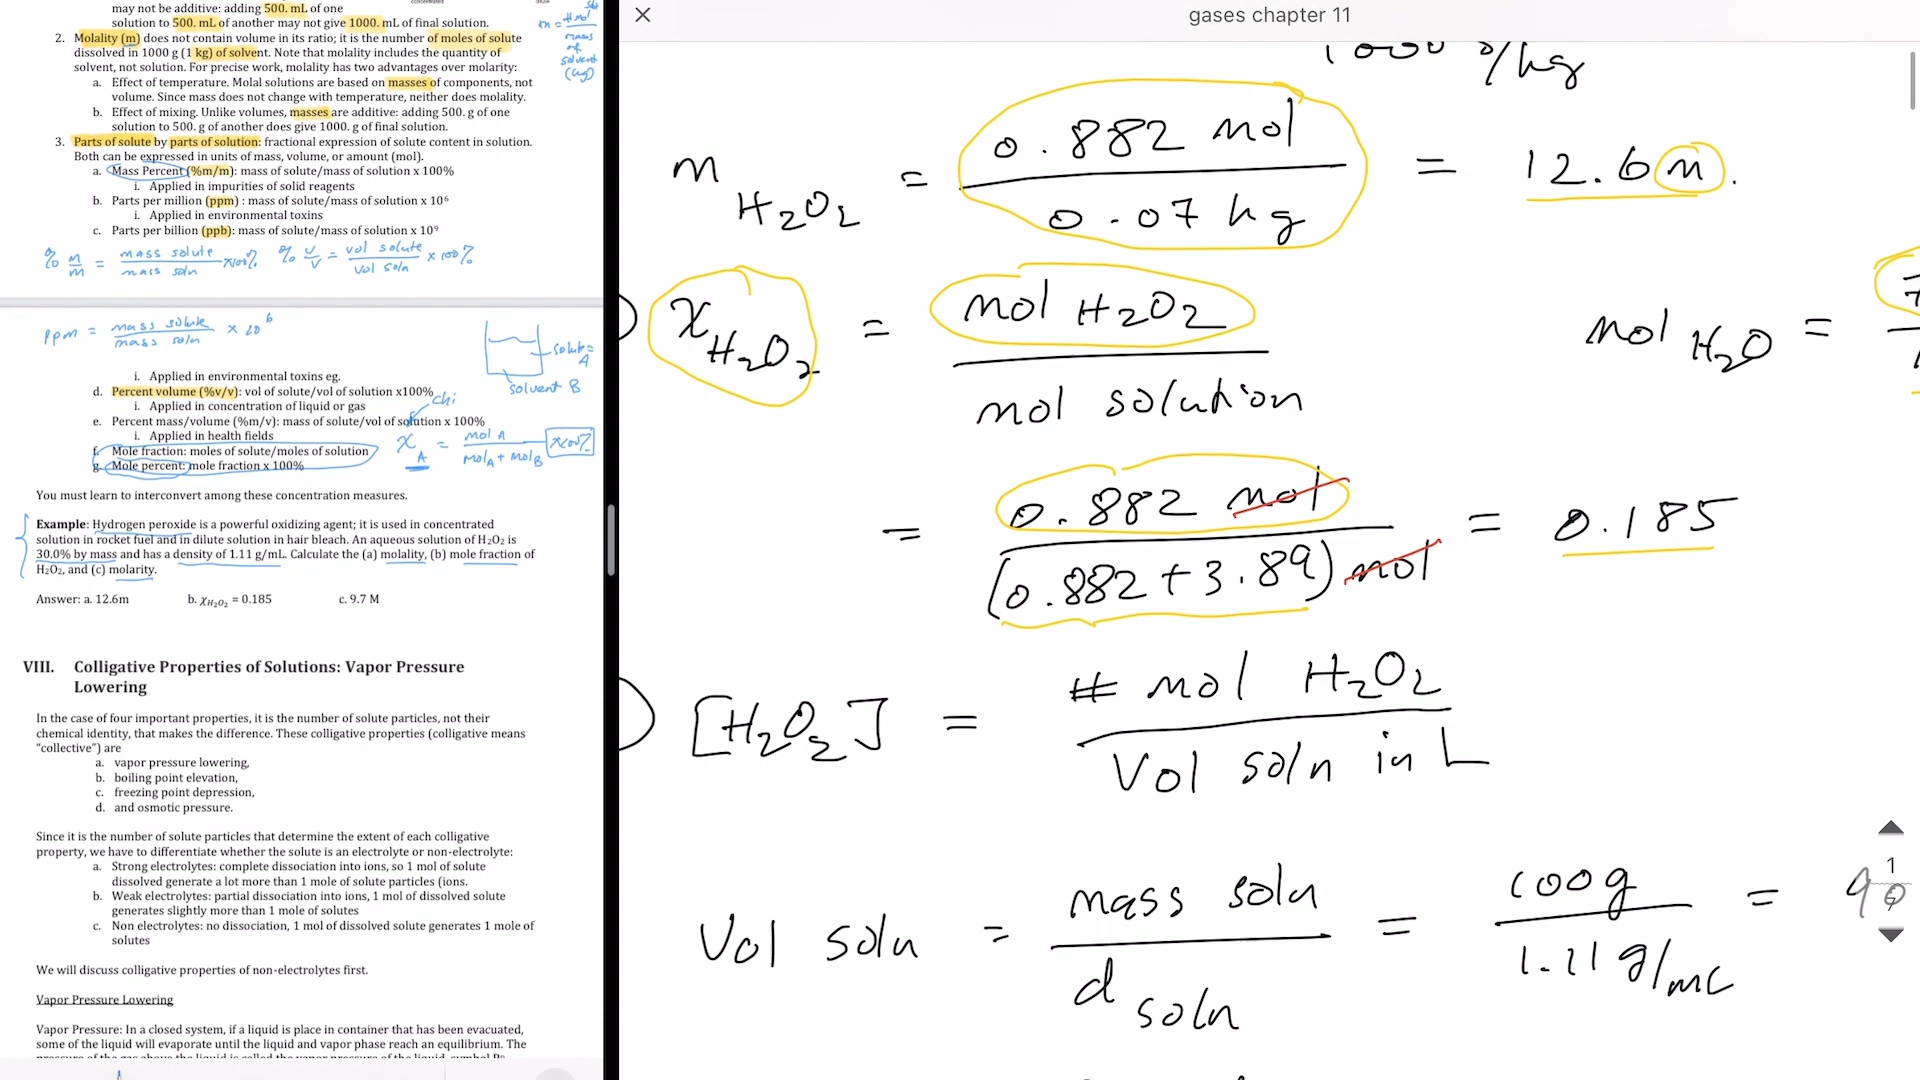 may not be additive: adding 500. mL of one
solution to 500. mL of another may not give 1000. mL of final solution.
2. Molality (m) does not contain volume in its ratio; it is the number of moles of solute
dissolved in 1000 g (1 kg) of solvent. Note that molality includes the quantity of
solvent, not solution. For precise work, molality has two advantages over molarity:
a. Effect of temperature. Molal solutions are based on masses of components, not
volume. Since mass does not change with temperature, neither does molality.
b. Effect of mixing. Unlike volumes, masses are additive: adding 500. g of one
solution to 500. g of another does give 1000. g of final solution.
mass
of
solvent
(kg)
3. Parts of solute by parts of solution: fractional expression of solute content in solution.
Both can be expressed in units of mass, volume, or amount (mol).
a. Mass Percent (%m/m): mass of solute/mass of solution x 100%
i. Applied in impurities of solid reagents
b. Parts per million (ppm) : mass of solute/mass of solution x 10⁶
i. Applied in environmental toxins
c. Parts per billion (ppb): mass of solute/mass of solution x 10⁹
% m/m = mass solute / mass soln ×100% % v/v = vol solute / vol soln × 100%
ppm = mass solute / mass soln × 10⁶
solute = A
solvent B
i. Applied in environmental toxins eg.
d. Percent volume (%v/v): vol of solute/vol of solution x100%
chi
i. Applied in concentration of liquid or gas
e. Percent mass/volume (%m/v): mass of solute/vol of solution x 100%
i. Applied in health fields
f. Mole fraction: moles of solute/moles of solution
g. Mole percent: mole fraction x 100%
χ_A = mol A / mol_A + mol_B ×100%
You must learn to interconvert among these concentration measures.
Example: Hydrogen peroxide is a powerful oxidizing agent; it is used in concentrated
solution in rocket fuel and in dilute solution in hair bleach. An aqueous solution of H₂O₂ is
30.0% by mass and has a density of 1.11 g/mL. Calculate the (a) molality, (b) mole fraction of
H₂O₂, and (c) molarity.
Answer: a. 12.6m b. χH₂O₂ = 0.185 c. 9.7 M
VIII. Colligative Properties of Solutions: Vapor Pressure
Lowering
In the case of four important properties, it is the number of solute particles, not their
chemical identity, that makes the difference. These colligative properties (colligative means
“collective”) are
a. vapor pressure lowering,
b. boiling point elevation,
c. freezing point depression,
d. and osmotic pressure.
Since it is the number of solute particles that determine the extent of each colligative
property, we have to differentiate whether the solute is an electrolyte or non-electrolyte:
a. Strong electrolytes: complete dissociation into ions, so 1 mol of solute
dissolved generate a lot more than 1 mole of solute particles (ions.
b. Weak electrolytes: partial dissociation into ions, 1 mol of dissolved solute
generates slightly more than 1 mole of solutes
c. Non electrolytes: no dissociation, 1 mol of dissolved solute generates 1 mole of
solutes
We will discuss colligative properties of non-electrolytes first.
Vapor Pressure Lowering
Vapor Pressure: In a closed system, if a liquid is place in container that has been evacuated,
some of the liquid will evaporate until the liquid and vapor phase reach an equilibrium. The
gases chapter 11
1000 g/kg
m H₂O₂ = 0.882 mol / 0.07 kg = 12.6 m.
χ H₂O₂ = mol H₂O₂ / mol solution
mol H₂O =
= 0.882 mol / (0.882 + 3.89) mol = 0.185
[H₂O₂] = # mol H₂O₂ / Vol soln in L
Vol soln = mass soln / d soln = 100g / 1.11 g/mL = 90
1